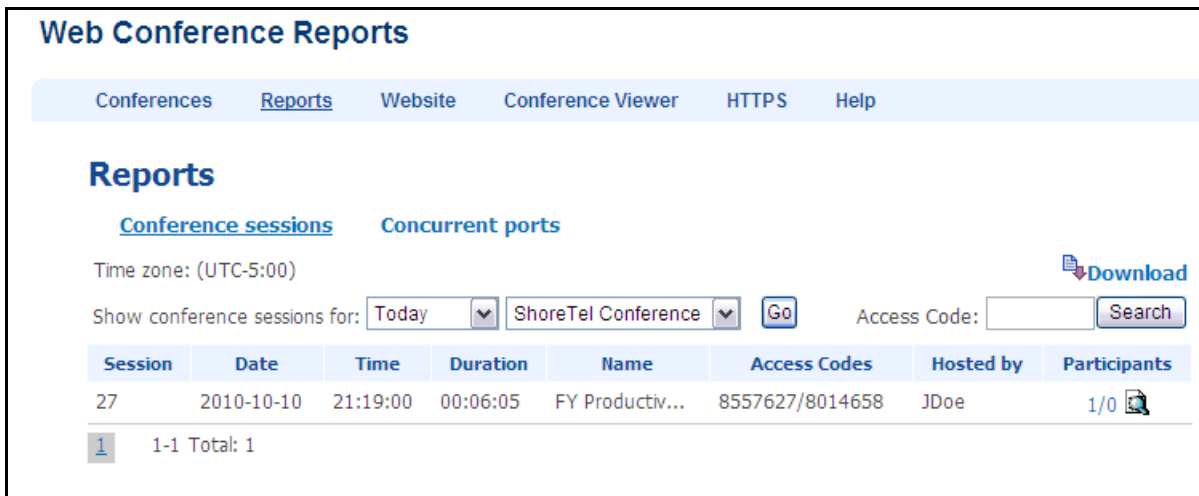 Web Conference Reports
Conferences Reports Website Conference Viewer HTTPS Help
Reports
Conference sessions Concurrent ports
Time zone: (UTC-5:00) Download
Show conference sessions for: Today ShoreTel Conference Go Access Code: Search
Session Date Time Duration Name Access Codes Hosted by Participants
27 2010-10-10 21:19:00 00:06:05 FY Productiv... 8557627/8014658 JDoe 1/0
1 1-1 Total: 1